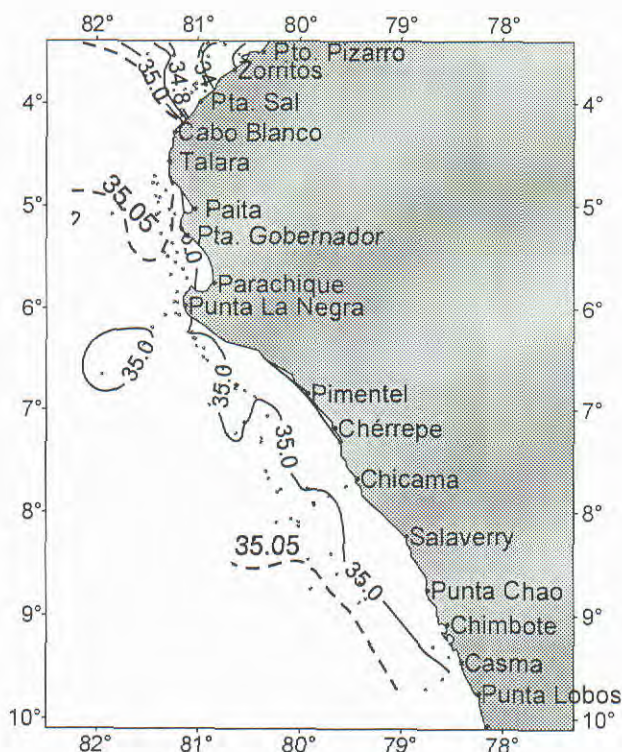 82° 81° 80° 79° 78°
Pto. Pizarro
35.0 34.8 34
Zorritos
4° Pta. Sal 4°
Cabo Blanco
Talara
5° 35.05 Paita 5°
Pta. Gobernador
Parachique
6° Punta La Negra 6°
35.0
35.0
7° Pimentel 7°
Chérrepe
35.0
Chicama
8° 8°
35.05 Salaverry
35.0 Punta Chao
9° Chimbote 9°
Casma
Punta Lobos
10° 10°
82° 81° 80° 79° 78°